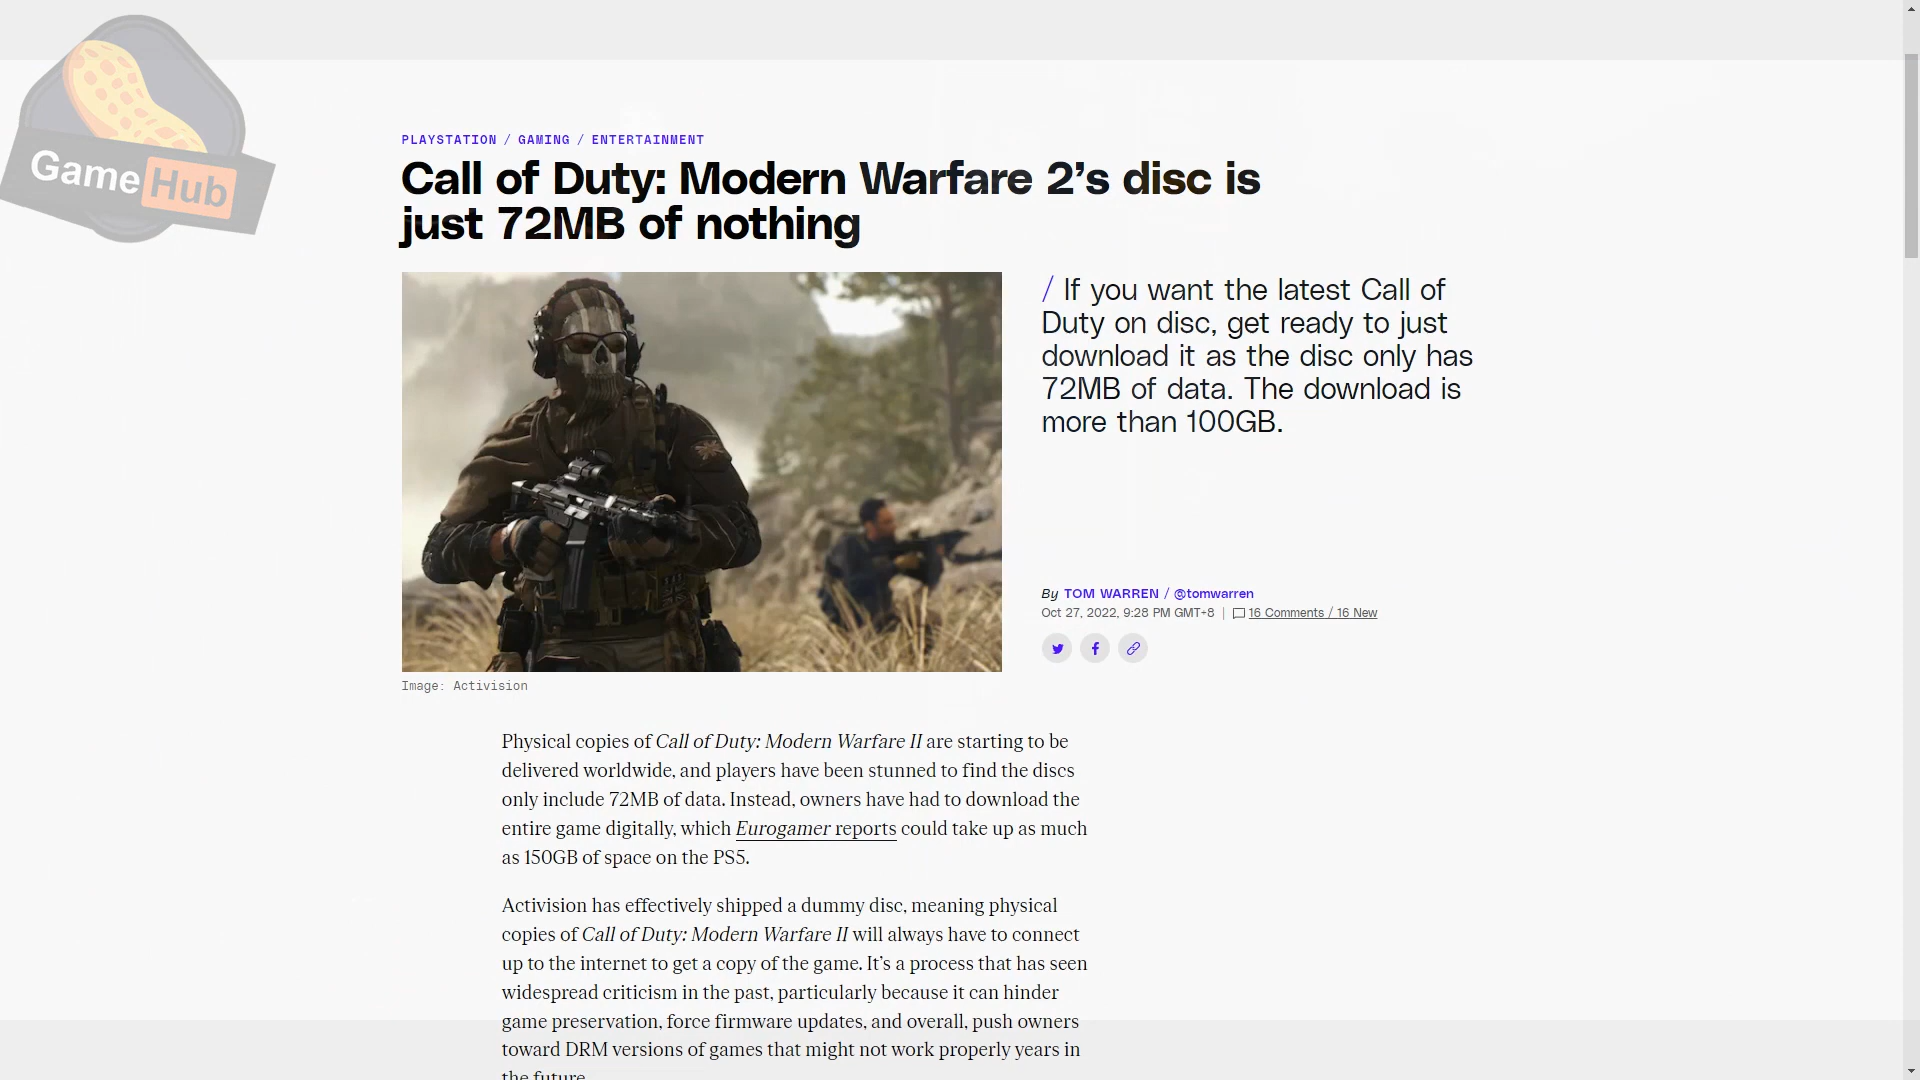 GameHub
PLAYSTATION / GAMING / ENTERTAINMENT
Call of Duty: Modern Warfare 2’s disc is
just 72MB of nothing
/ If you want the latest Call of
Duty on disc, get ready to just
download it as the disc only has
72MB of data. The download is
more than 100GB.
By TOM WARREN / @tomwarren
Oct 27, 2022, 9:28 PM GMT+8 | 16 Comments / 16 New
Image: Activision
Physical copies of Call of Duty: Modern Warfare II are starting to be
delivered worldwide, and players have been stunned to find the discs
only include 72MB of data. Instead, owners have had to download the
entire game digitally, which Eurogamer reports could take up as much
as 150GB of space on the PS5.
Activision has effectively shipped a dummy disc, meaning physical
copies of Call of Duty: Modern Warfare II will always have to connect
up to the internet to get a copy of the game. It’s a process that has seen
widespread criticism in the past, particularly because it can hinder
game preservation, force firmware updates, and overall, push owners
toward DRM versions of games that might not work properly years in
the future.